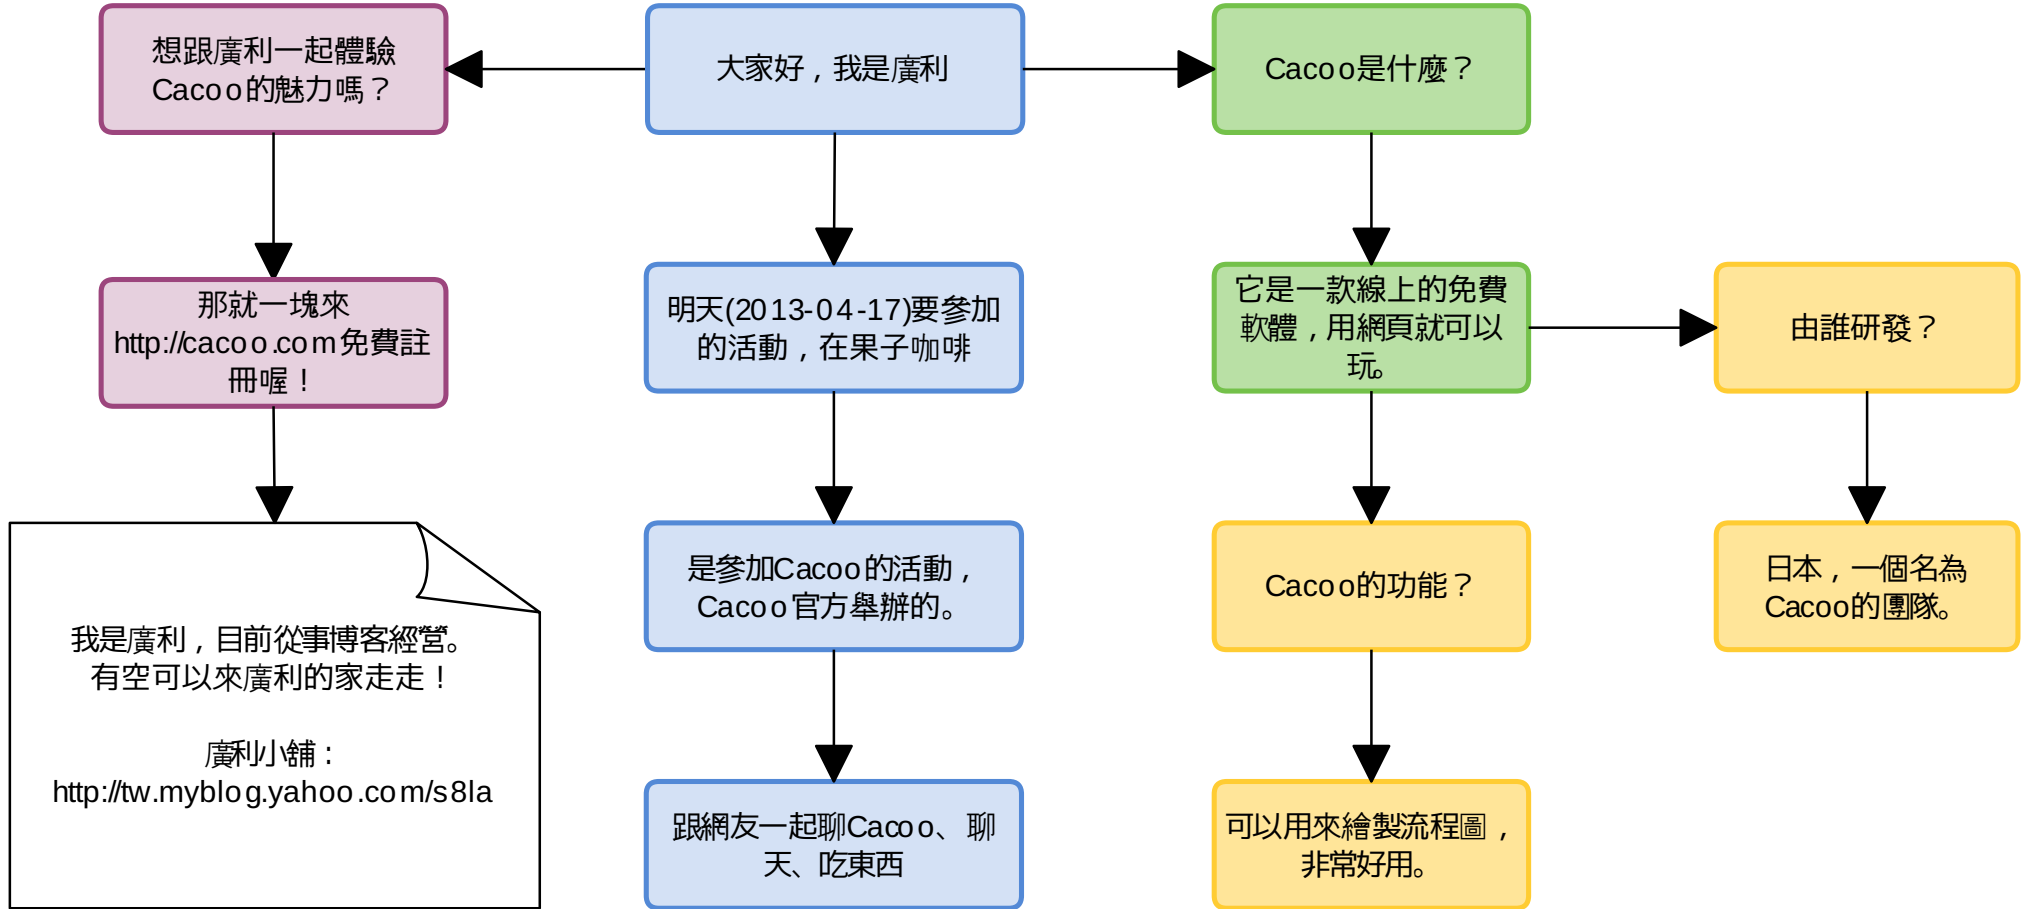 想跟廣利一起體驗
Cacoo的魅力嗎？
大家好，我是廣利
Cacoo是什麼？
那就一塊來
http://cacoo.com免費註
冊喔！
明天(2013-04-17)要參加
的活動，在果子咖啡
它是一款線上的免費
軟體，用網頁就可以
玩。
由誰研發？
我是廣利，目前從事博客經營。
有空可以來廣利的家走走！
廣利小舖：
http://tw.myblog.yahoo.com/s8la
是參加Cacoo的活動，
Cacoo官方舉辦的。
Cacoo的功能？
日本，一個名為
Cacoo的團隊。
跟網友一起聊Cacoo、聊
天、吃東西
可以用來繪製流程圖，
非常好用。